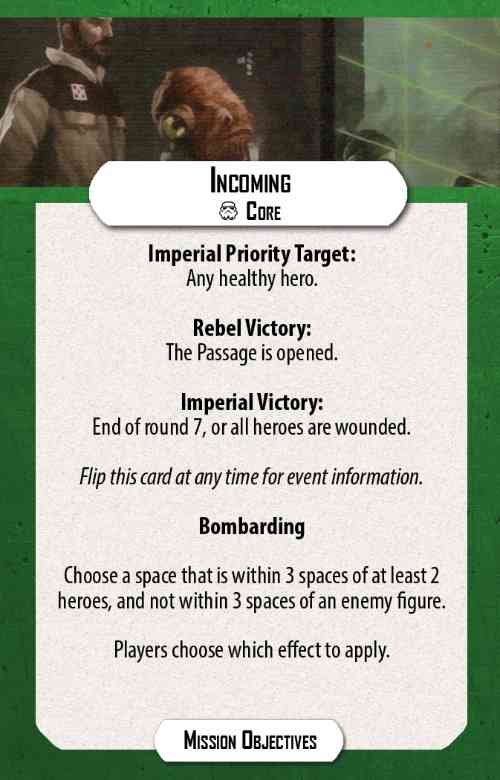 Incoming
Core
Imperial Priority Target:
Any healthy hero.
Rebel Victory:
The Passage is opened.
Imperial Victory:
End of round 7, or all heroes are wounded.
Flip this card at any time for event information.
Bombarding
Choose a space that is within 3 spaces of at least 2
heroes, and not within 3 spaces of an enemy figure.
Players choose which effect to apply.
Mission Objectives